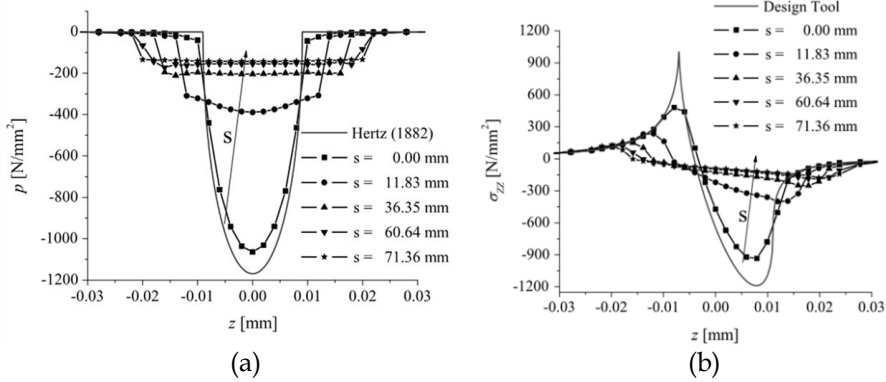 0
-200
-400
-600
-800
-1000
-1200
p [N/mm²]
-0.03 -0.02 -0.01 0.00 0.01 0.02 0.03
z [mm]
S
Hertz (1882)
s = 0.00 mm
s = 11.83 mm
s = 36.35 mm
s = 60.64 mm
s = 71.36 mm
(a)
1200
900
600
300
0
-300
-600
-900
-1200
σZZ [N/mm²]
-0.03 -0.02 -0.01 0.00 0.01 0.02 0.03
z [mm]
S
Design Tool
s = 0.00 mm
s = 11.83 mm
s = 36.35 mm
s = 60.64 mm
s = 71.36 mm
(b)